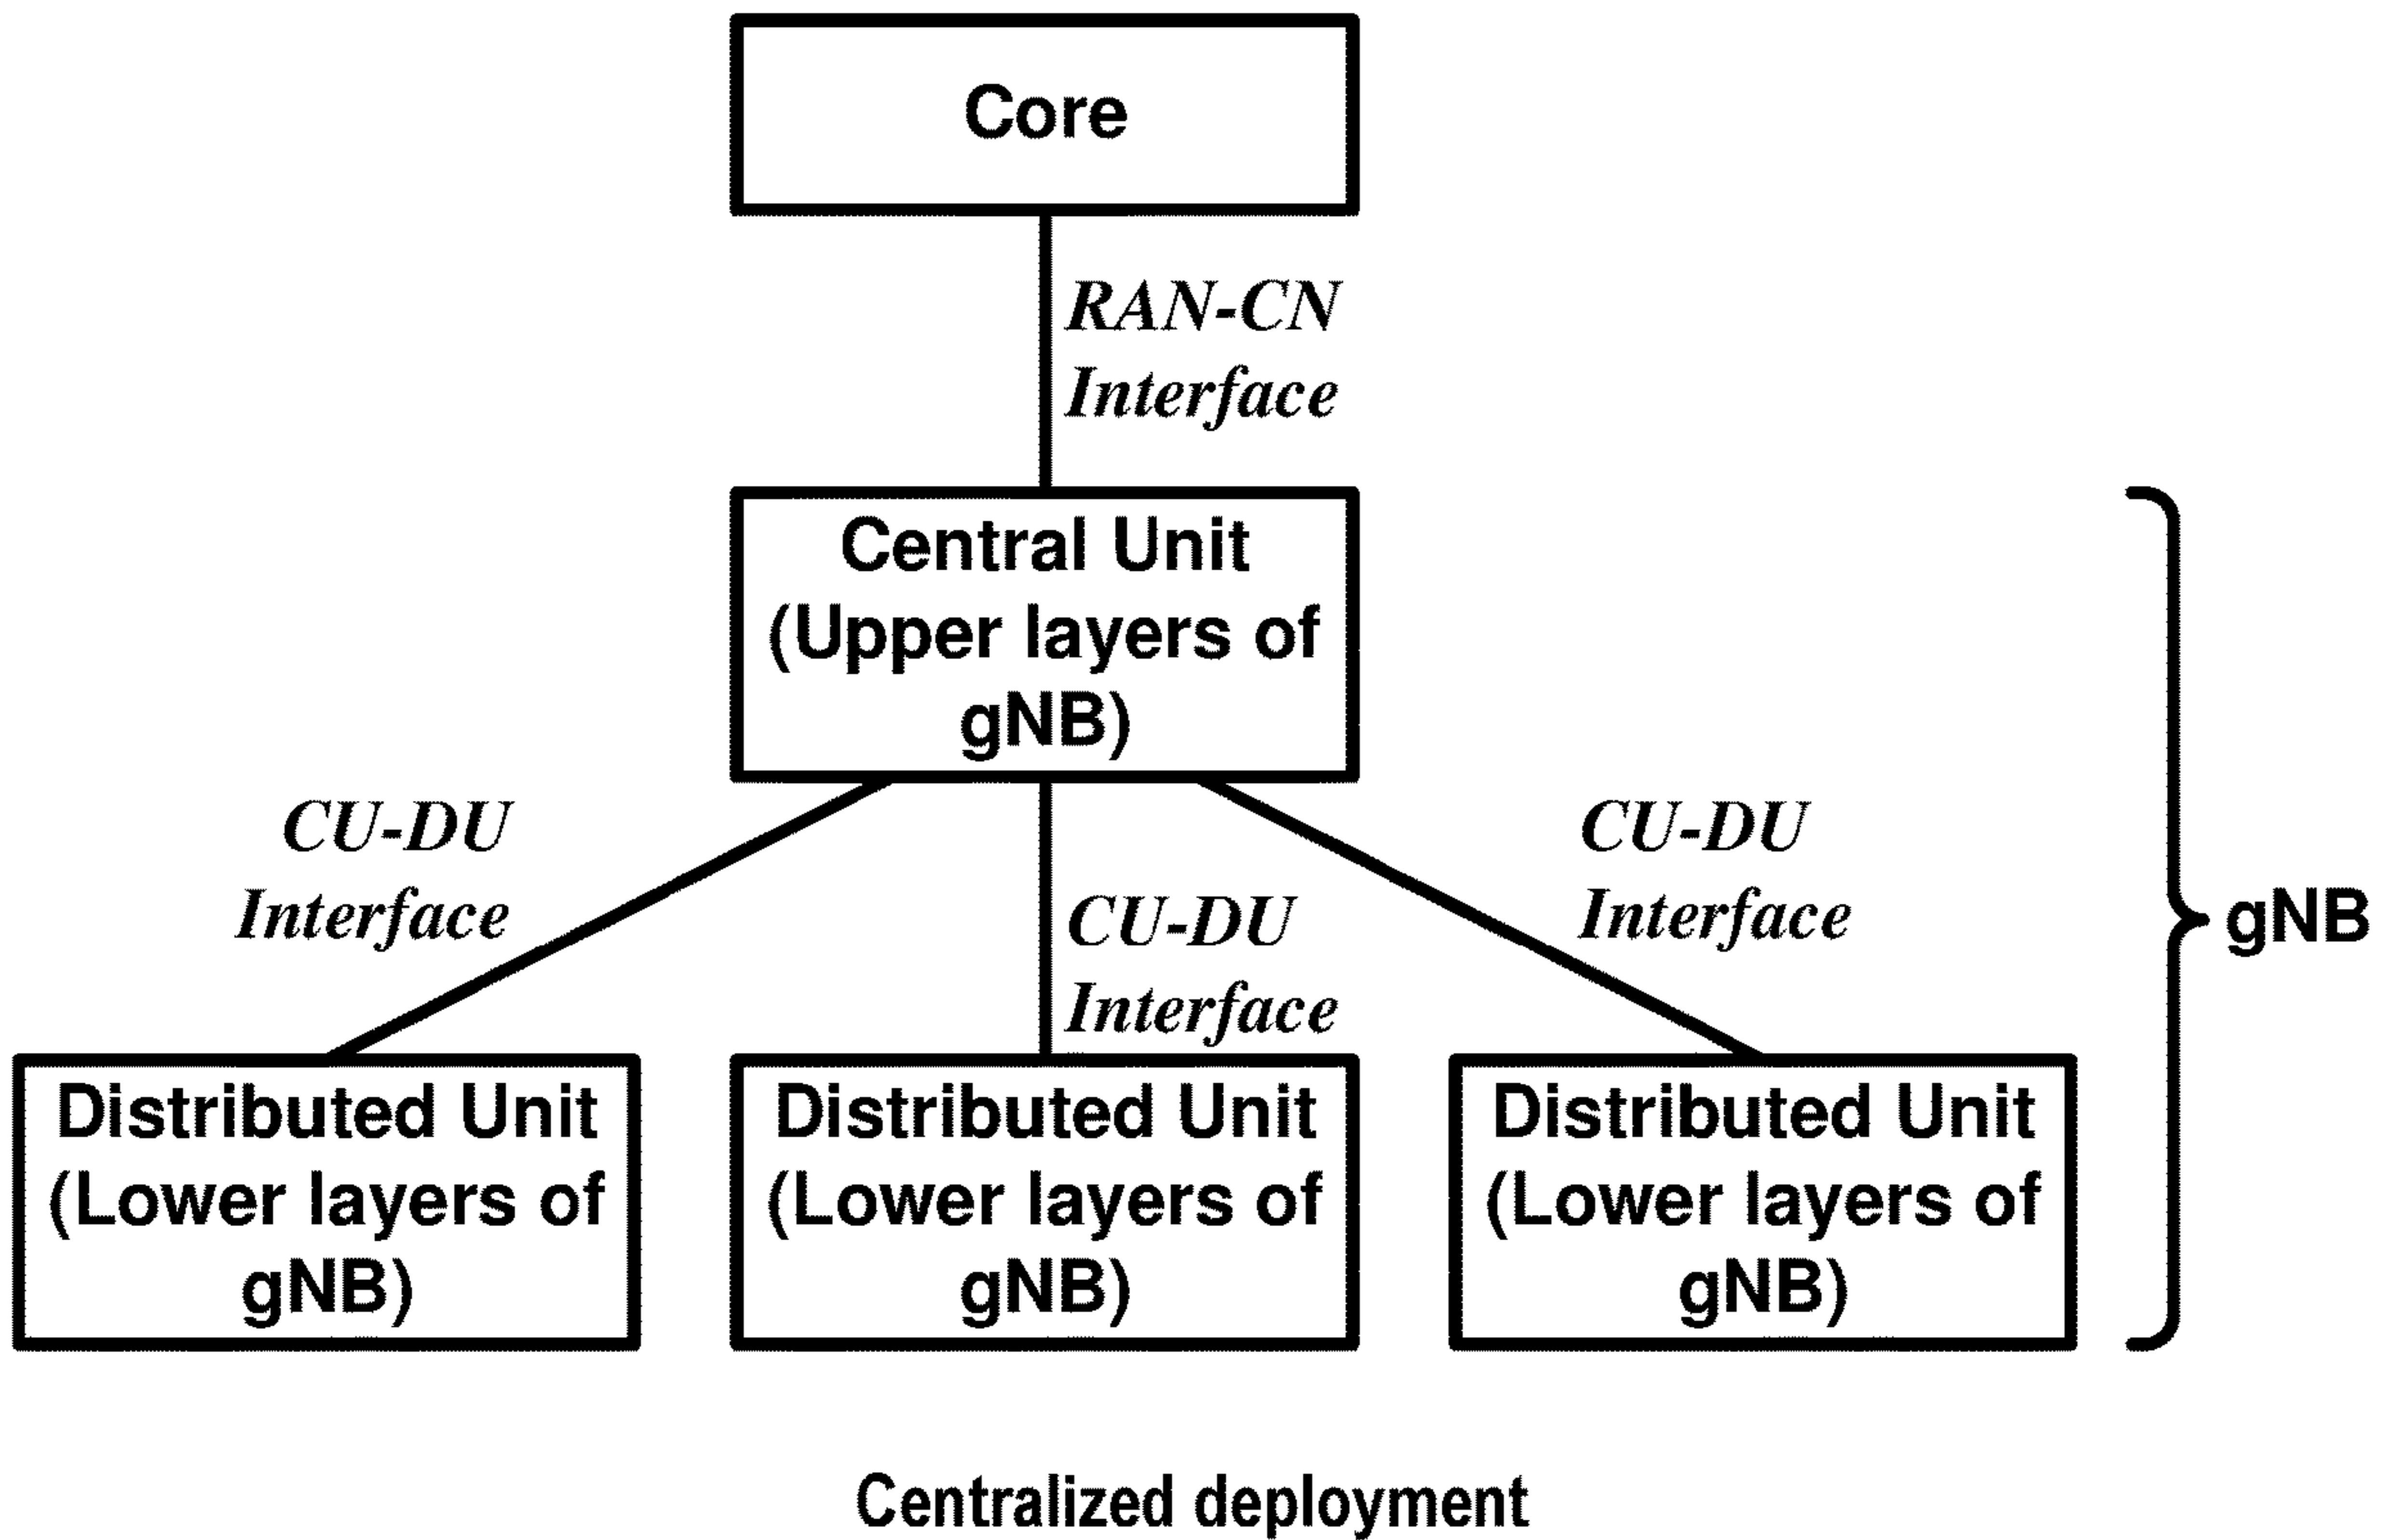 Core
RAN-CN
Interface
Central Unit
(Upper layers of
gNB)
CU-DU
Interface
CU-DU
Interface
CU-DU
Interface
gNB
Distributed Unit
(Lower layers of
gNB)
Distributed Unit
(Lower layers of
gNB)
Distributed Unit
(Lower layers of
gNB)
Centralized deployment